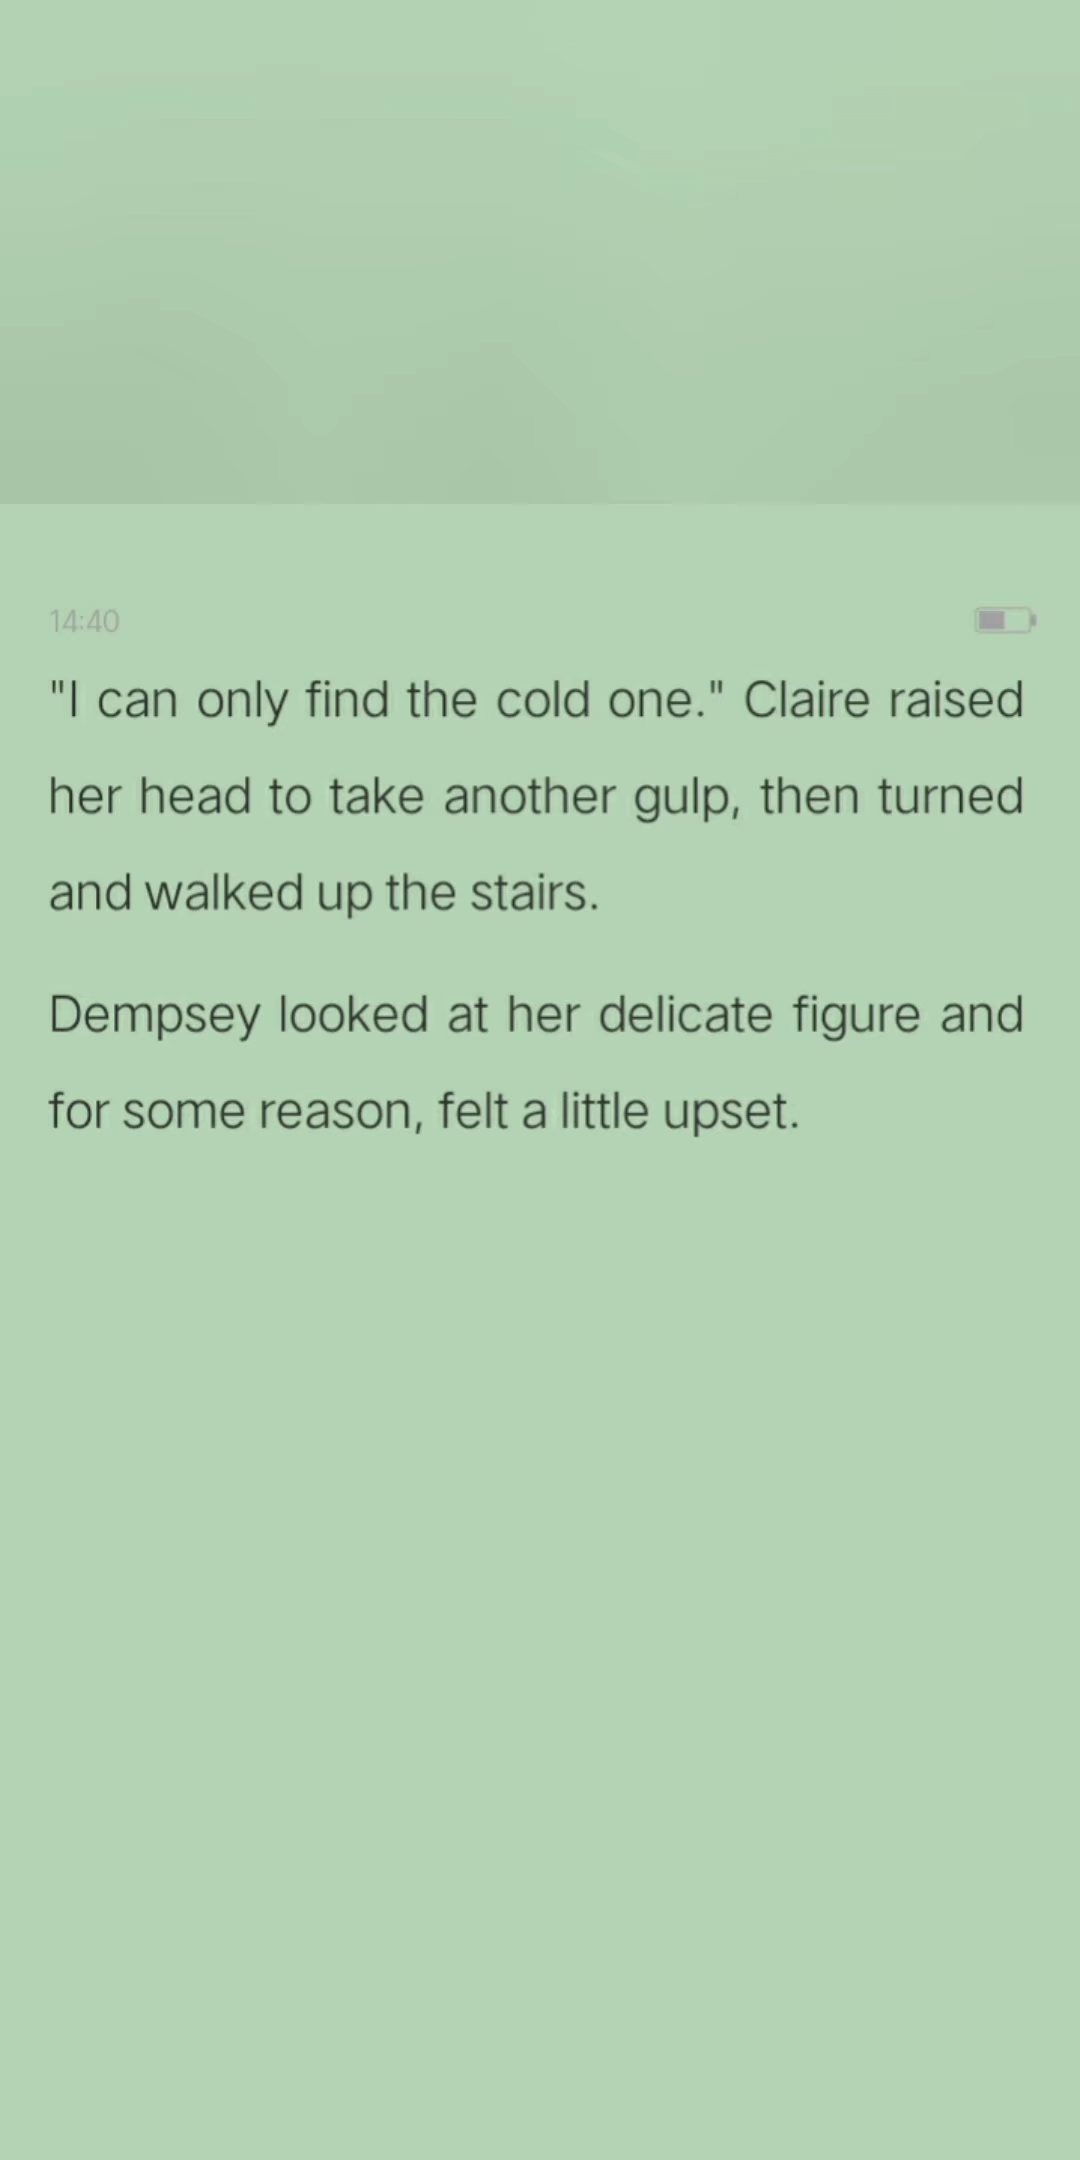 14:40
"I can only find the cold one." Claire raised
her head to take another gulp, then turned
and walked up the stairs.
Dempsey looked at her delicate figure and
for some reason, felt a little upset.